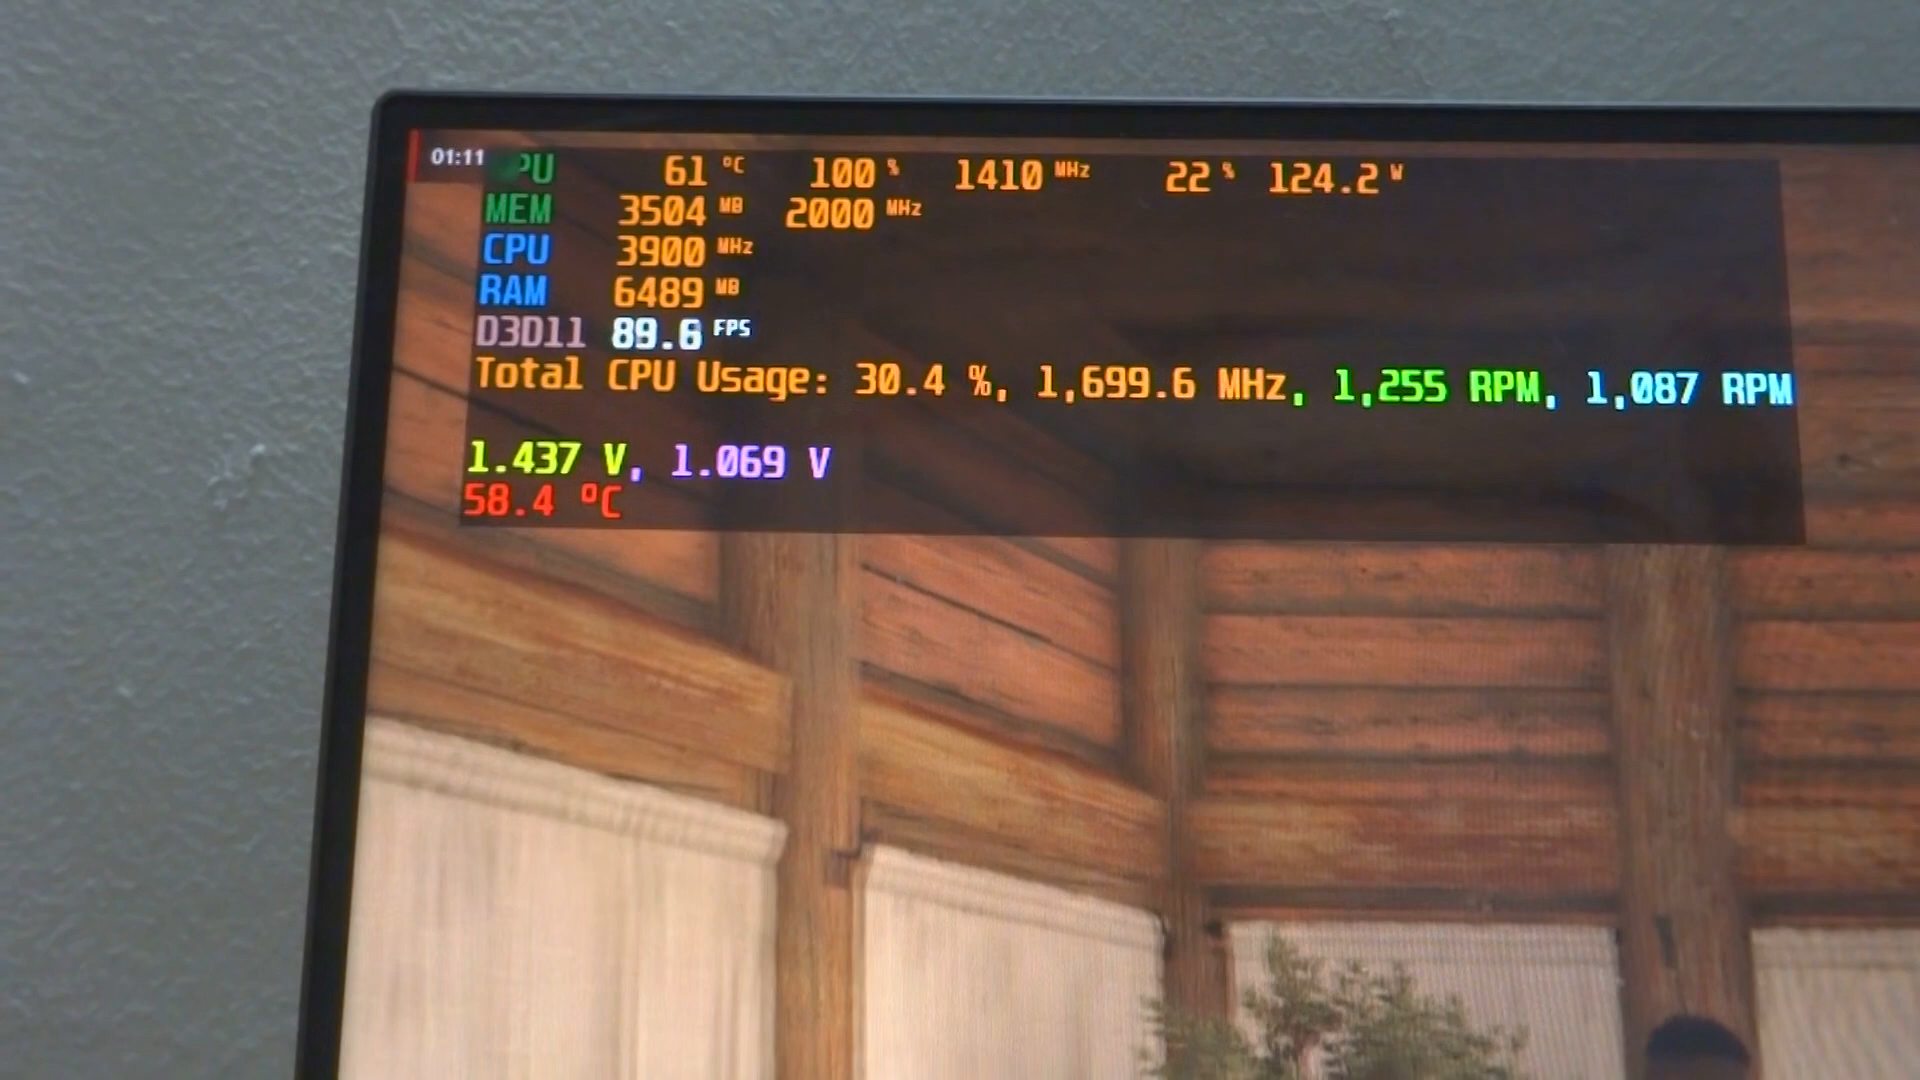 01:11 PU 61 °C 100 % 1410 MHz 22 % 124.2 W
MEM 3504 MB 2000 MHz
CPU 3900 MHz
RAM 6489 MB
D3D11 89.6 FPS
Total CPU Usage: 30.4 %, 1,699.6 MHz, 1,255 RPM, 1,087 RPM
1.437 V, 1.069 V
58.4 °C